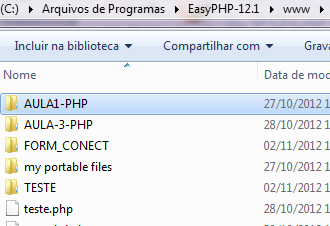 (C:) ▸ Arquivos de Programas ▸ EasyPHP-12.1 ▸ www ▸
Incluir na biblioteca ▾ Compartilhar com ▾ Grava
Nome Data de mod
AULA1-PHP 27/10/2012 1
AULA-3-PHP 28/10/2012 1
FORM_CONECT 02/11/2012 1
my portable files 27/10/2012 1
TESTE 02/11/2012 1
teste.php 28/10/2012 1